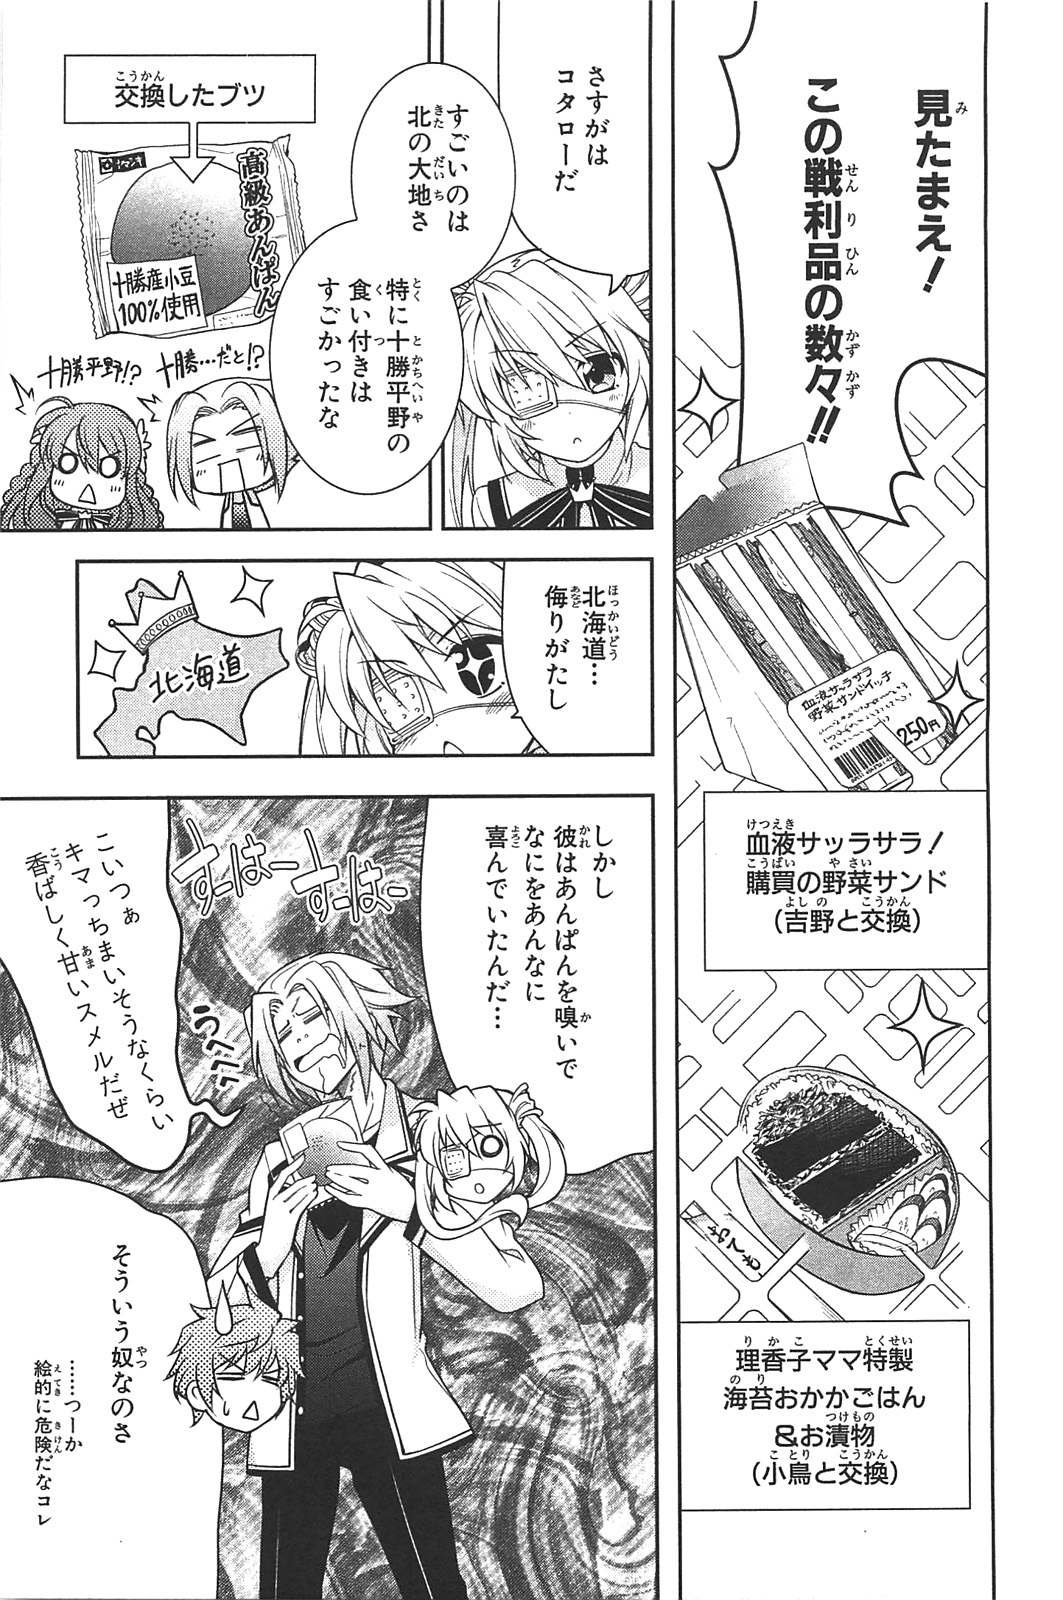 見たまえ!
この戦利品の数々!!
血液サラサラ
野菜サンドイッチ
250円
血液サッラサラ!
購買の野菜サンド
(吉野と交換)
理香子ママ特製
海苔おかかごはん
&お漬物
(小鳥と交換)
さすがは
コタローだ
すごいのは
北の大地さ
特に十勝平野の
食い付きは
すごかったな
交換したブツ
高級あんぱん
十勝産小豆
100%使用
十勝…だと!?
十勝平野!?
北海道…
侮りがたし
北海道
しかし
彼はあんぱんを嗅いで
なにをあんなに
喜んでいたんだ…
すーはー
すーはー
こいつぁ
キマっちまいそうなくらい
香ばしく甘いスメルだぜ
うへへへ
そういう奴なのさ
……つーか
絵的に危険だなコレ